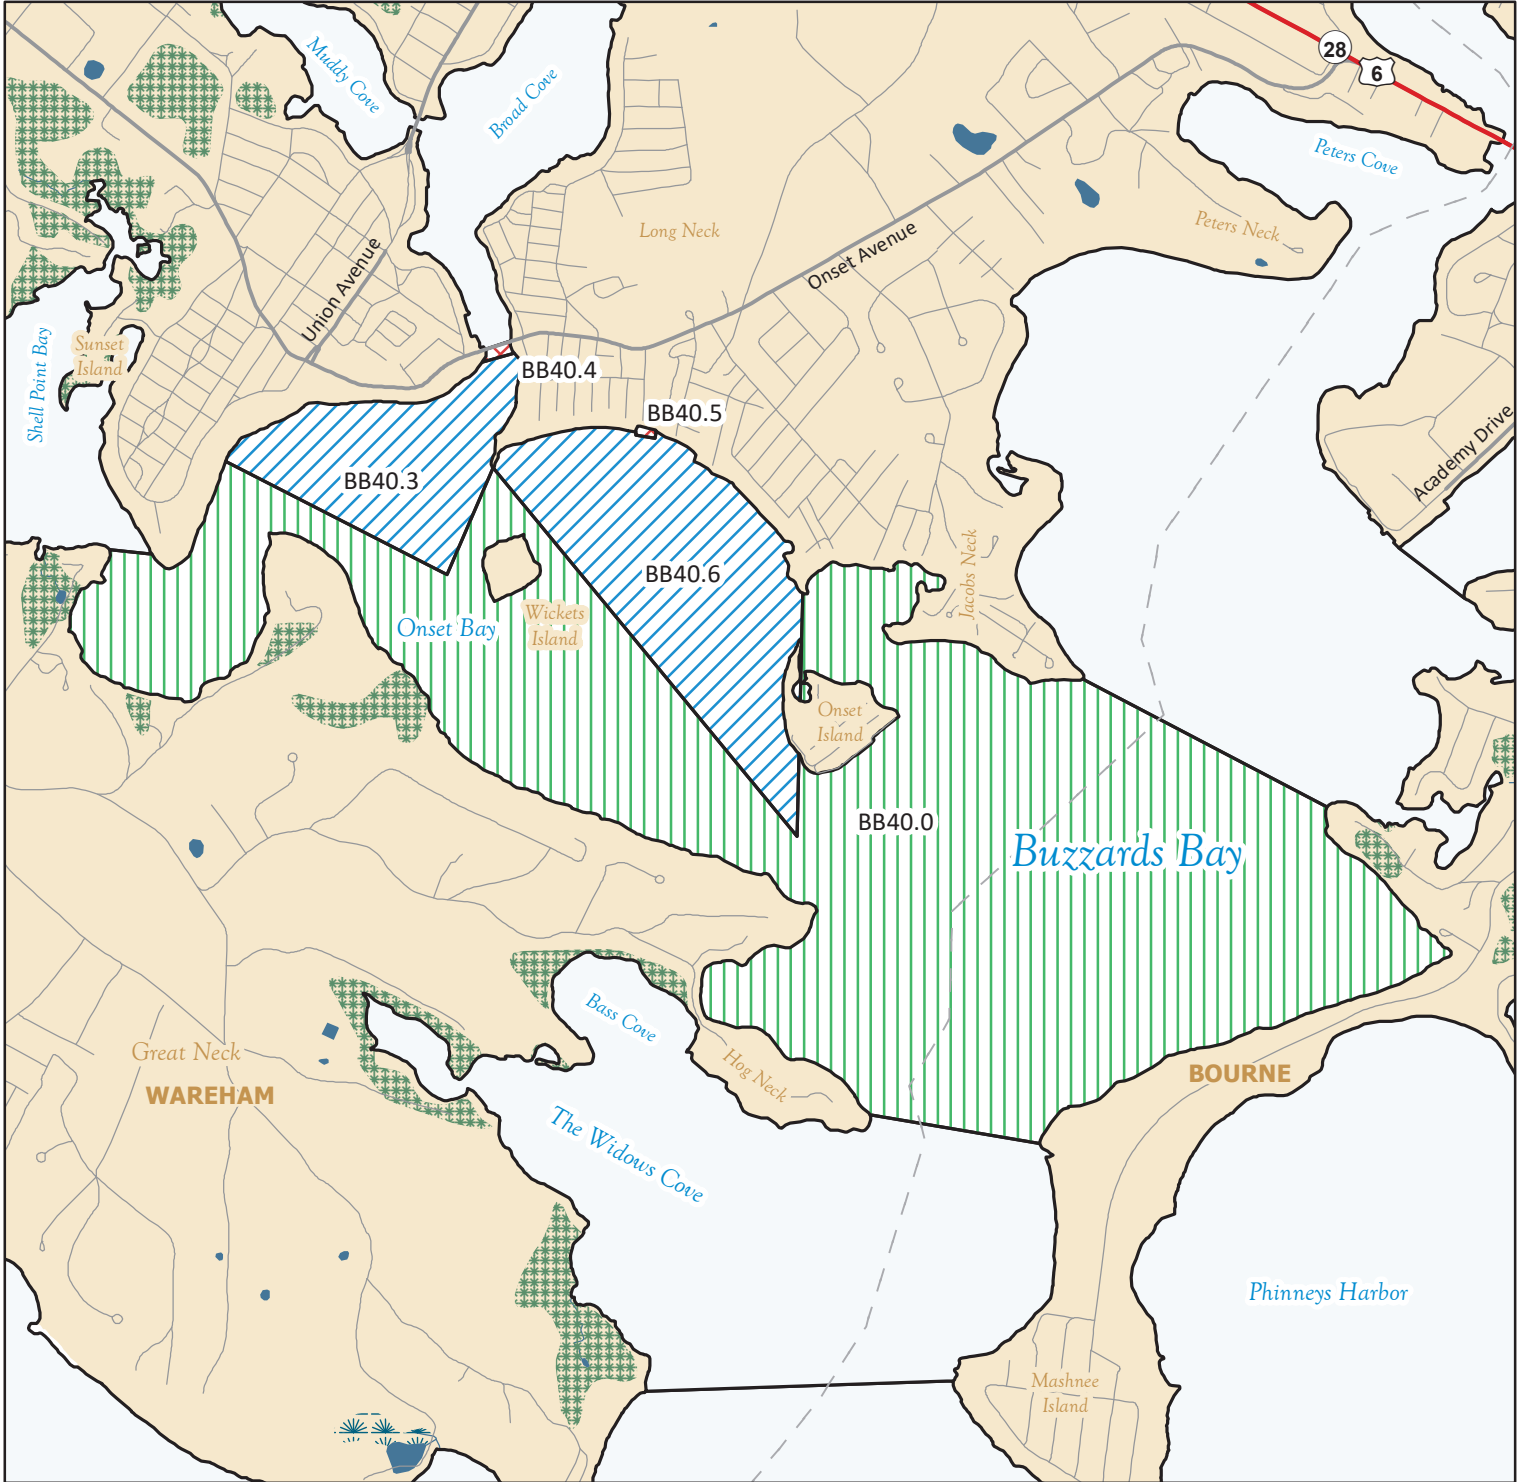 Muddy Cove
Broad Cove
28
6
Peters Cove
Peters Neck
Long Neck
Onset Avenue
Union Avenue
Shell Point Bay
Sunset
Island
BB40.4
BB40.5
Academy Drive
BB40.3
BB40.6
Jacobs Neck
Onset Bay
Wickets
Island
Onset
Island
BB40.0
Buzzards Bay
Bass Cove
Great Neck
WAREHAM
Hog Neck
BOURNE
The Widows Cove
Phinneys Harbor
Mashnee
Island